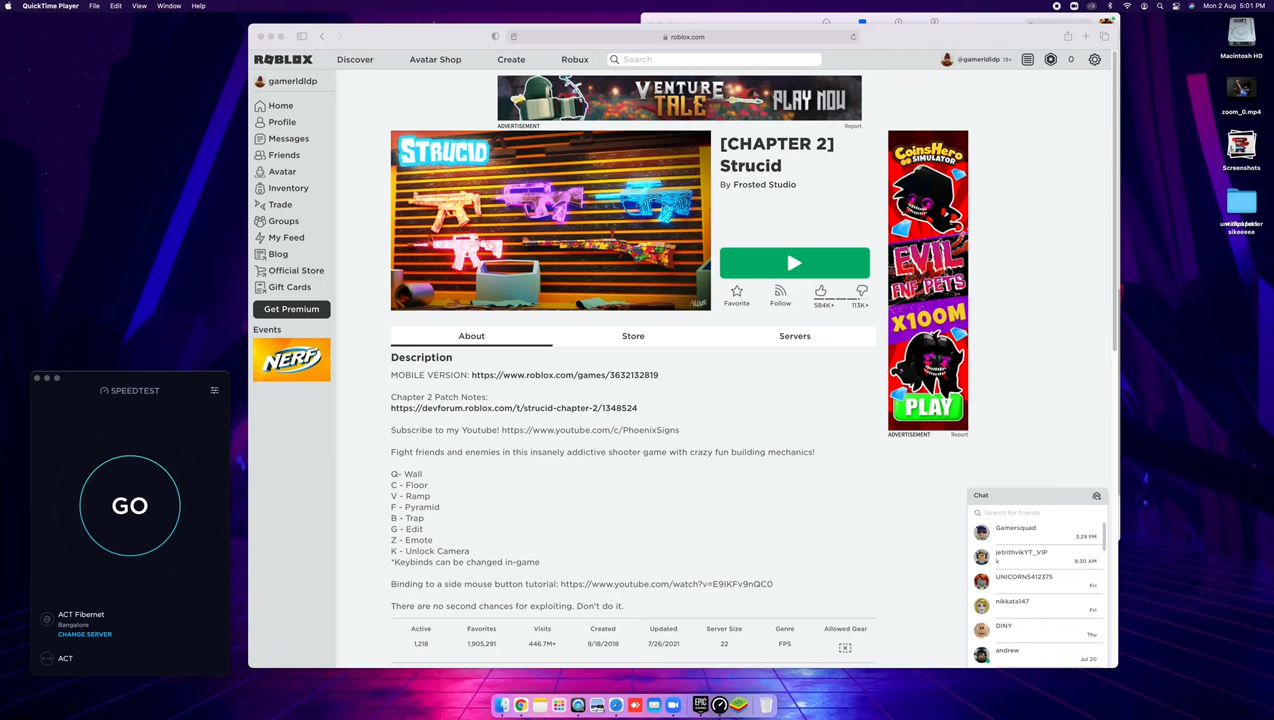 QuickTime Player File Edit View Window Help
Mon 2 Aug 5:01 PM
roblox.com
ROBLOX Discover Avatar Shop Create Robux Search @gamerldldp 13+ 0
gamerldldp
Home
Profile
Messages
Friends
Avatar
Inventory
Trade
Groups
My Feed
Blog
Official Store
Gift Cards
Get Premium
Events
NERF
VENTURE TALE PLAY NOW
ADVERTISEMENT Report
STRUCID
[CHAPTER 2]
Strucid
By Frosted Studio
Favorite Follow 584K+ 113K+
About Store Servers
Description
MOBILE VERSION: https://www.roblox.com/games/3632132819
Chapter 2 Patch Notes:
https://devforum.roblox.com/t/strucid-chapter-2/1348524
Subscribe to my Youtube! https://www.youtube.com/c/PhoenixSigns
Fight friends and enemies in this insanely addictive shooter game with crazy fun building mechanics!
Q- Wall
C - Floor
V - Ramp
F - Pyramid
B - Trap
G - Edit
Z - Emote
K - Unlock Camera
*Keybinds can be changed in-game
Binding to a side mouse button tutorial: https://www.youtube.com/watch?v=E9IKFv9nQC0
There are no second chances for exploiting. Don't do it.
Active Favorites Visits Created Updated Server Size Genre Allowed Gear
1,218 1,905,291 446.7M+ 9/18/2018 7/26/2021 22 FPS
COINSHERO
SIMULATOR
EVIL
FNF PETS
X100M
PLAY
ADVERTISEMENT Report
Chat
Search for friends
Gamersquad
3:29 PM
jetrithvikYT_VIP
k 8:30 AM
UNICORN5412375
Fri
nikkata147
Fri
DINY
Thu
andrew
Jul 20
SPEEDTEST
GO
ACT Fibernet
Bangalore
CHANGE SERVER
ACT
Macintosh HD
zoom_0.mp4
Screenshots
sikeeeee
EPIC
GAMES